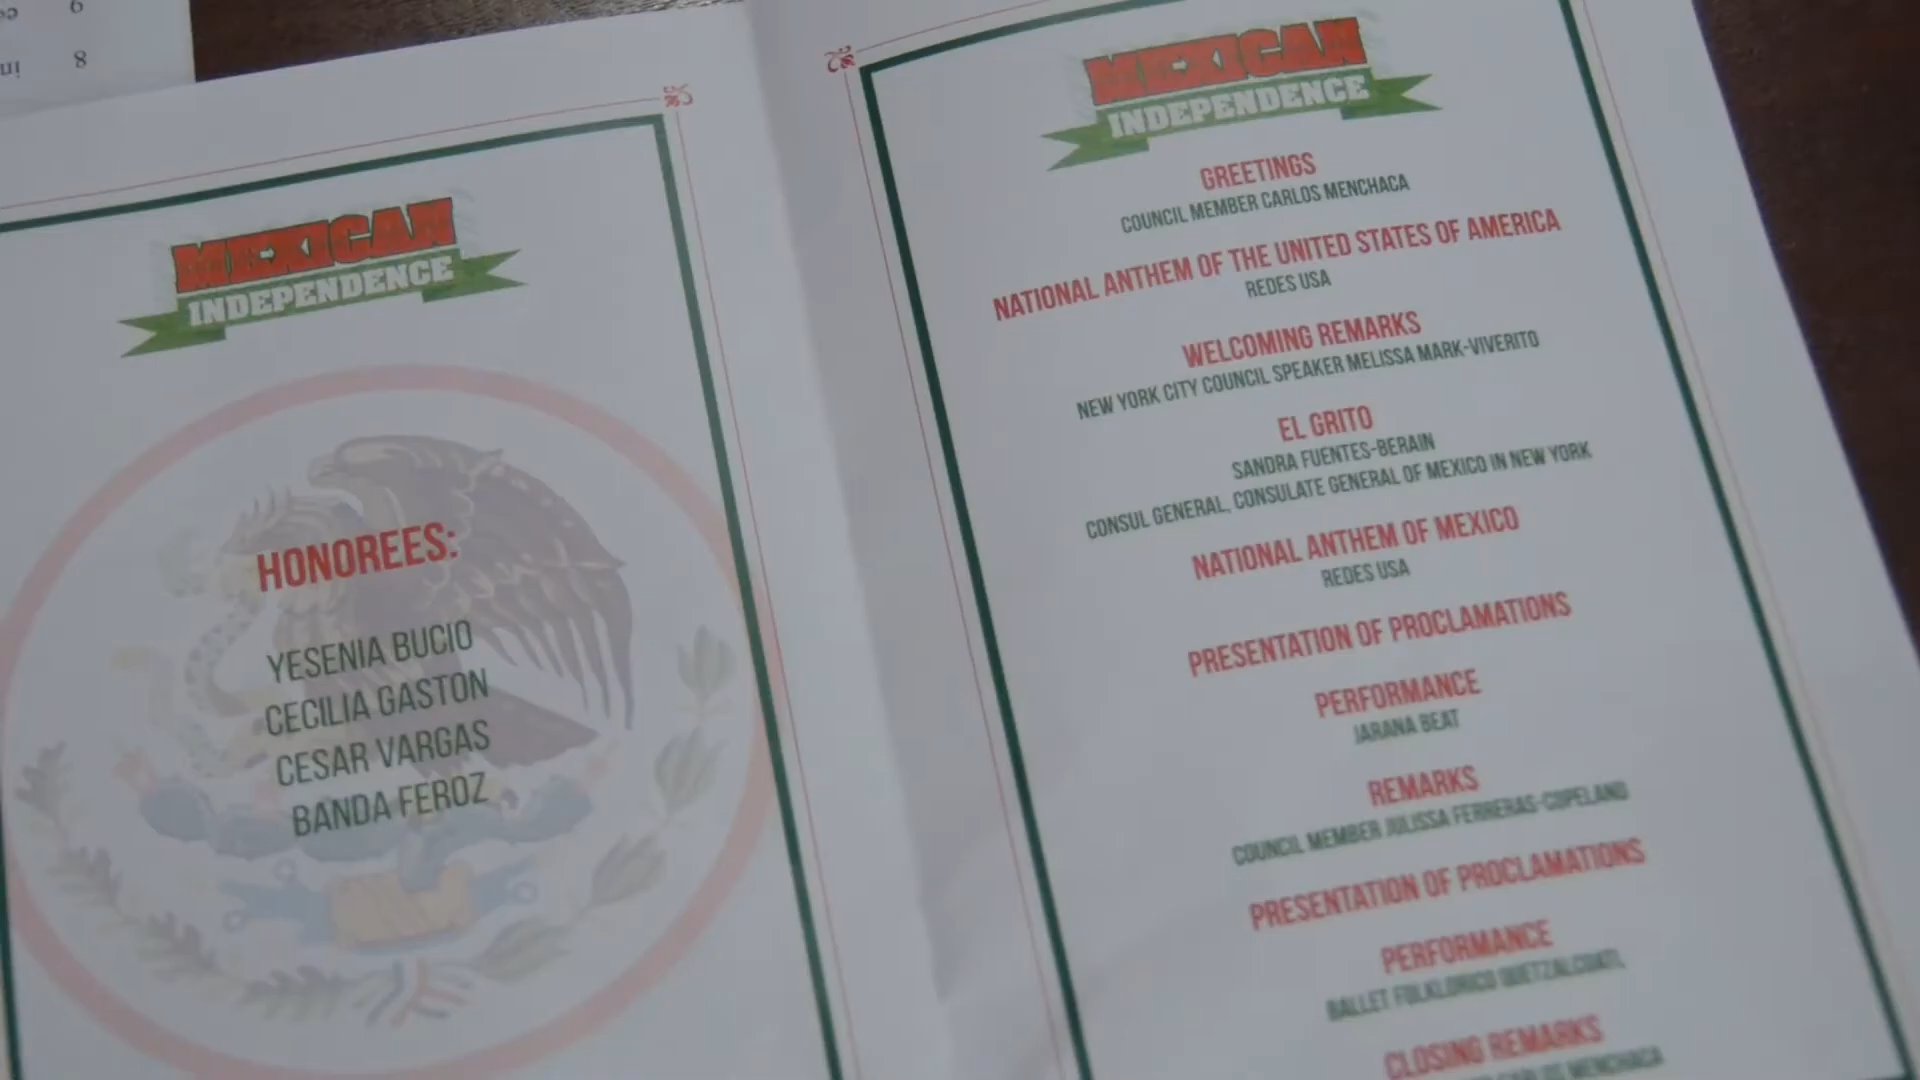 9
8
MEXICAN
INDEPENDENCE
HONOREES:
YESENIA BUCIO
CECILIA GASTON
CESAR VARGAS
BANDA FEROZ
MEXICAN
INDEPENDENCE
GREETINGS
COUNCIL MEMBER CARLOS MENCHACA
NATIONAL ANTHEM OF THE UNITED STATES OF AMERICA
REDES USA
WELCOMING REMARKS
NEW YORK CITY COUNCIL SPEAKER MELISSA MARK-VIVERITO
EL GRITO
SANDRA FUENTES-BERAIN
CONSUL GENERAL, CONSULATE GENERAL OF MEXICO IN NEW YORK
NATIONAL ANTHEM OF MEXICO
REDES USA
PRESENTATION OF PROCLAMATIONS
PERFORMANCE
JARANA BEAT
REMARKS
COUNCIL MEMBER JULISSA FERRERAS-COPELAND
PRESENTATION OF PROCLAMATIONS
PERFORMANCE
BALLET FOLKLORICO QUETZALCOATL
CLOSING REMARKS
CARLOS MENCHACA